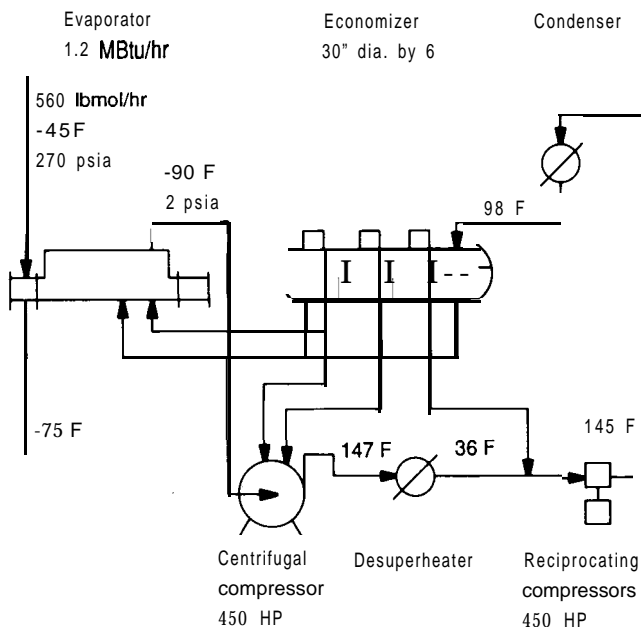 Evaporator
1.2 MBtu/hr
Economizer
30" dia. by 6
Condenser
560 lbmol/hr
-45F
270 psia
-90 F
2 psia
98 F
I I I--
-75 F
147 F
36 F
145 F
Centrifugal
compressor
450 HP
Desuperheater
Reciprocating
compressors
450 HP